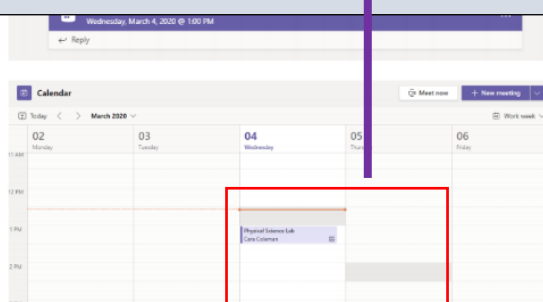 Wednesday, March 4, 2020 @ 1:00 PM
Reply
Calendar
Meet now
+ New meeting
Today
March 2020
Work week
02
03
04
05
06
Monday
Tuesday
Wednesday
Friday
11 AM
12 PM
1 PM
Physical Science Lab
Cara Coleman
2 PM